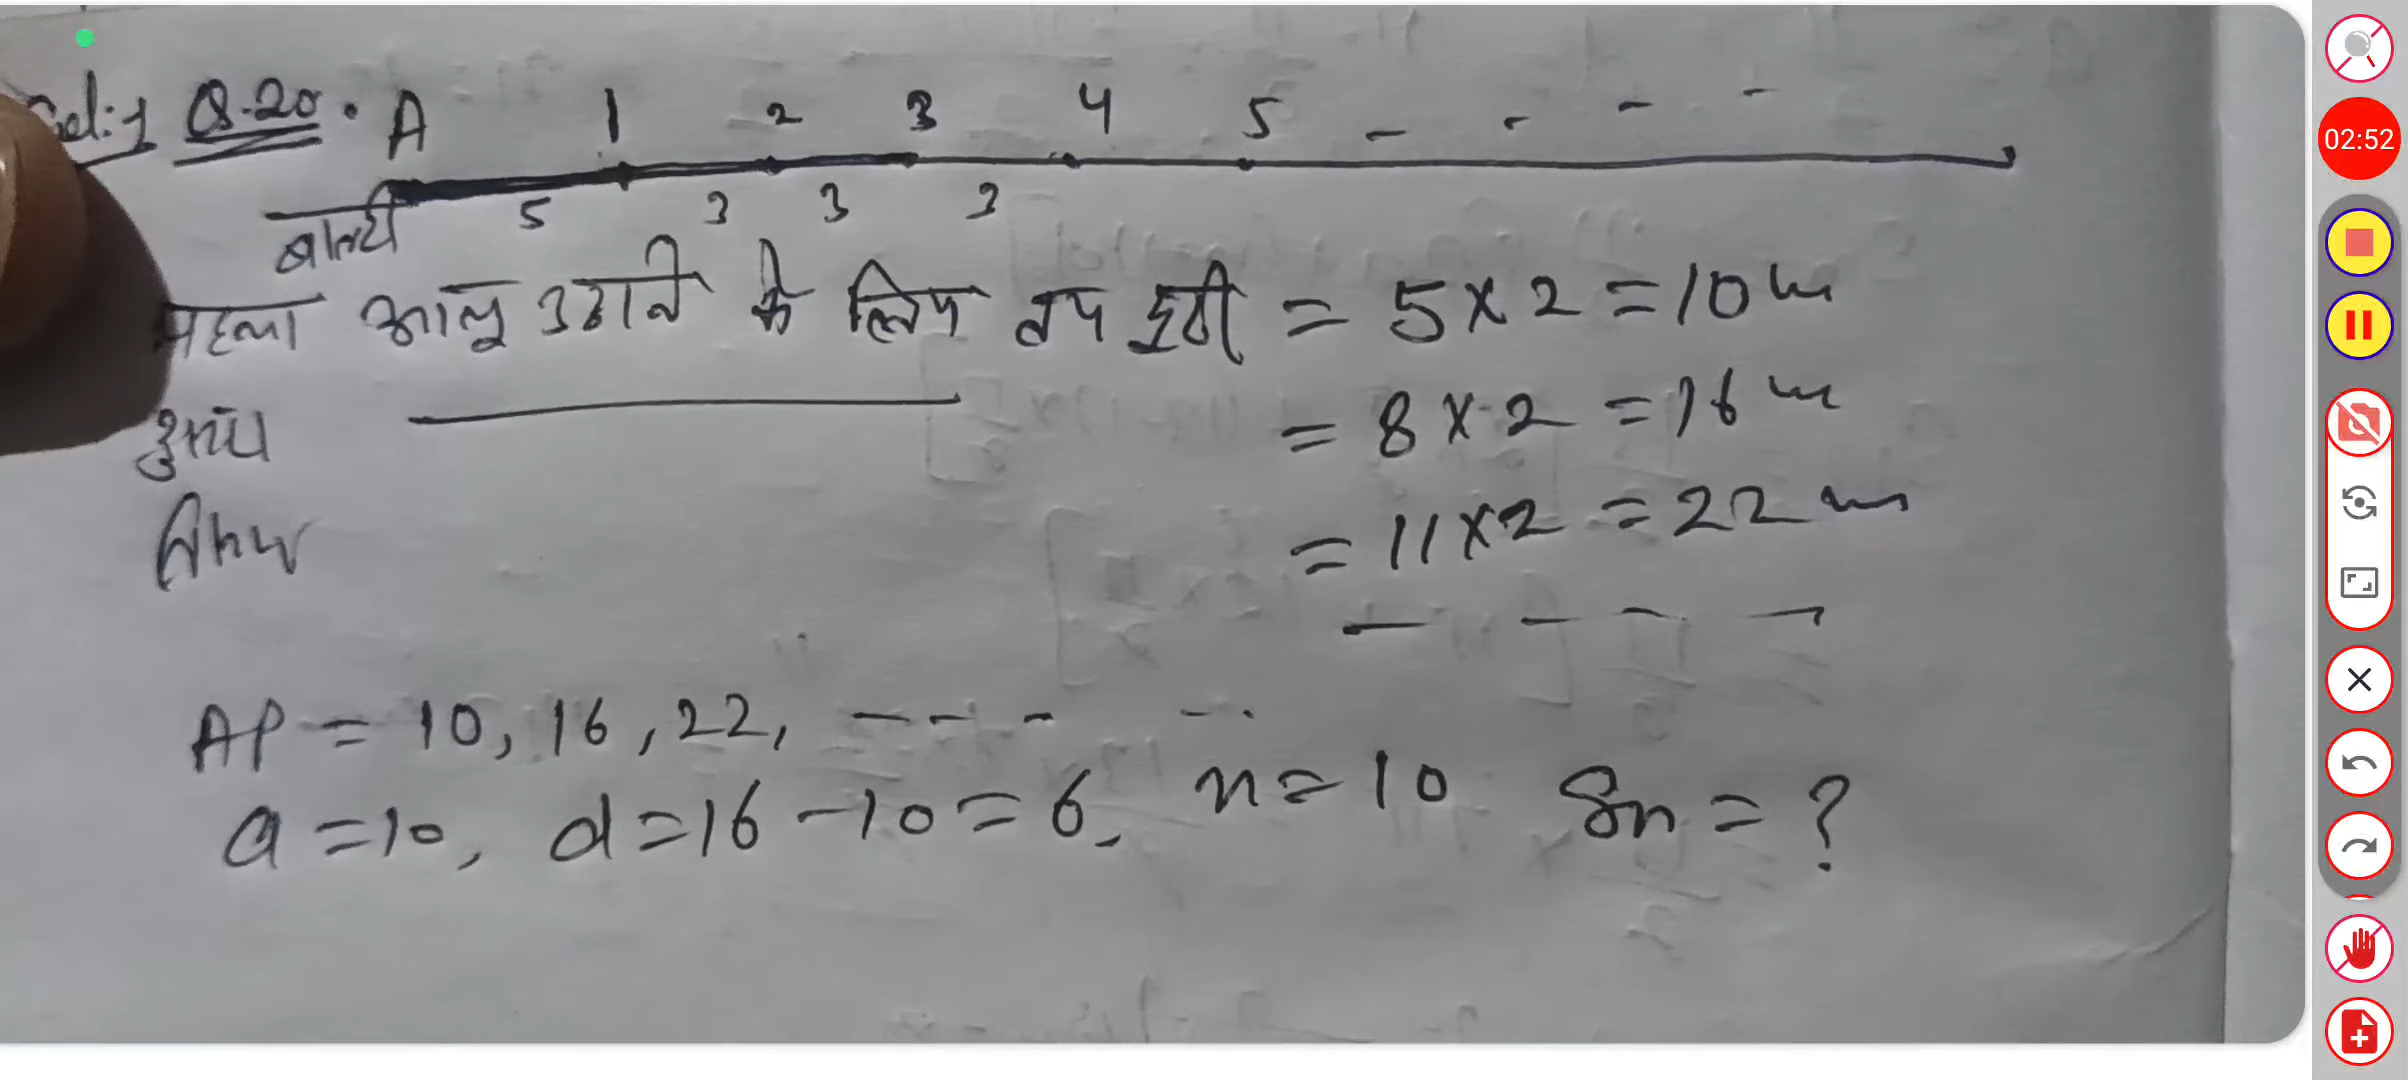 Sol:1 Q.20. A 1 2 3 4 5 - - - -
बाल्टी 5 3 3 3
पहला आलू उठाने के लिए तय दूरी = 5 × 2 = 10 m
दुसरा = 8 × 2 = 16 m
तिसरा = 11 × 2 = 22 m
AP = 10, 16, 22, - - - - -
a = 10, d = 16 - 10 = 6, n = 10 Sn = ?
02:52